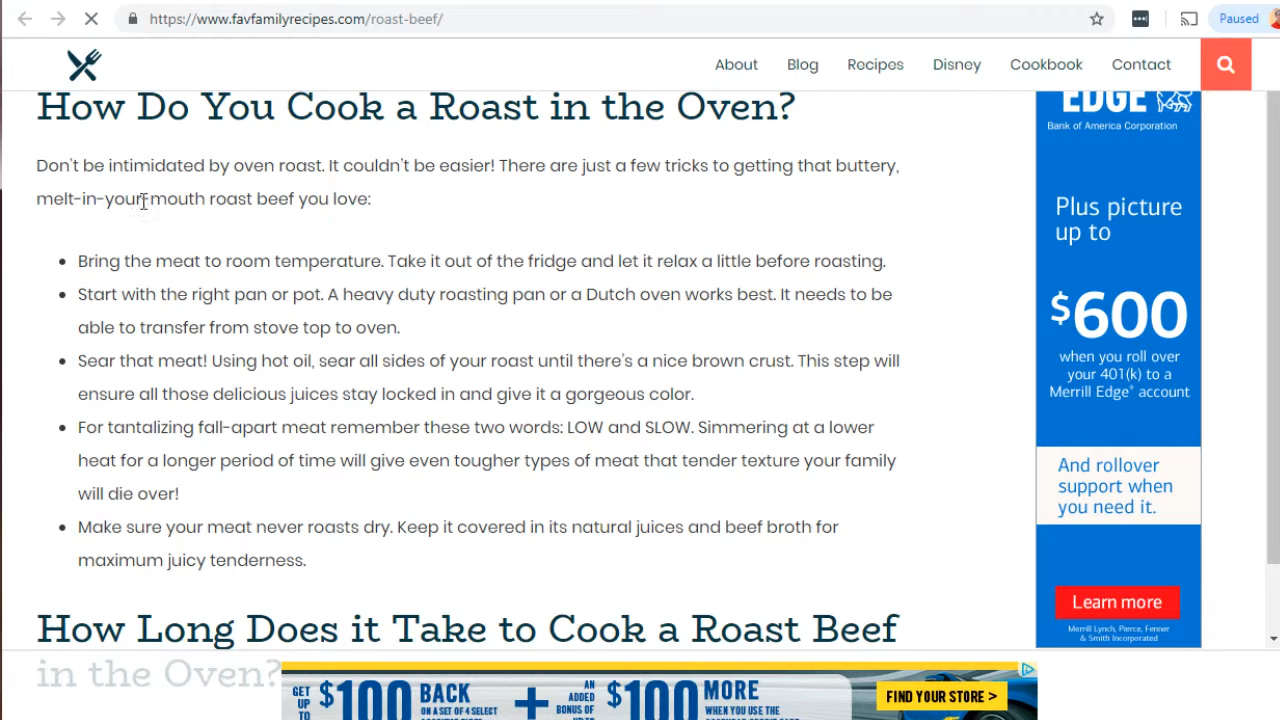 https://www.favfamilyrecipes.com/roast-beef/
Paused
About Blog Recipes Disney Cookbook Contact
How Do You Cook a Roast in the Oven?
Don't be intimidated by oven roast. It couldn't be easier! There are just a few tricks to getting that buttery,
melt-in-your-mouth roast beef you love:
Bring the meat to room temperature. Take it out of the fridge and let it relax a little before roasting.
Start with the right pan or pot. A heavy duty roasting pan or a Dutch oven works best. It needs to be
able to transfer from stove top to oven.
Sear that meat! Using hot oil, sear all sides of your roast until there's a nice brown crust. This step will
ensure all those delicious juices stay locked in and give it a gorgeous color.
For tantalizing fall-apart meat remember these two words: LOW and SLOW. Simmering at a lower
heat for a longer period of time will give even tougher types of meat that tender texture your family
will die over!
Make sure your meat never roasts dry. Keep it covered in its natural juices and beef broth for
maximum juicy tenderness.
How Long Does it Take to Cook a Roast Beef
in the Oven?
EDGE
Bank of America Corporation
Plus picture
up to
$600
when you roll over
your 401(k) to a
Merrill Edge® account
And rollover
support when
you need it.
Learn more
Merrill Lynch, Pierce, Fenner
& Smith Incorporated
GET
UP
TO
$100
BACK
ON A SET OF 4 SELECT
+
AN
ADDED
BONUS OF
$100
MORE
WHEN YOU USE THE
FIND YOUR STORE >